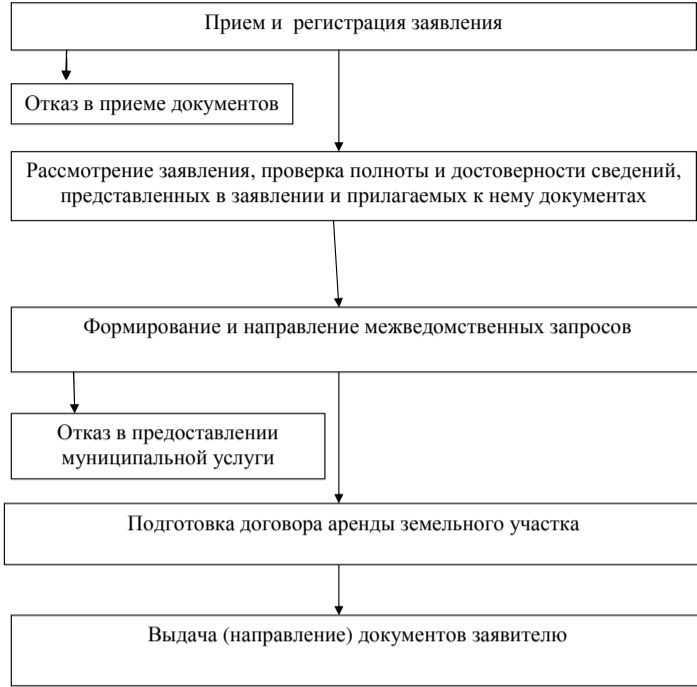 Прием и  регистрация заявления
Отказ в приеме документов
Рассмотрение заявления, проверка полноты и достоверности сведений,
представленных в заявлении и прилагаемых к нему документах
Формирование и направление межведомственных запросов
Отказ в предоставлении
муниципальной услуги
Подготовка договора аренды земельного участка
Выдача (направление) документов заявителю